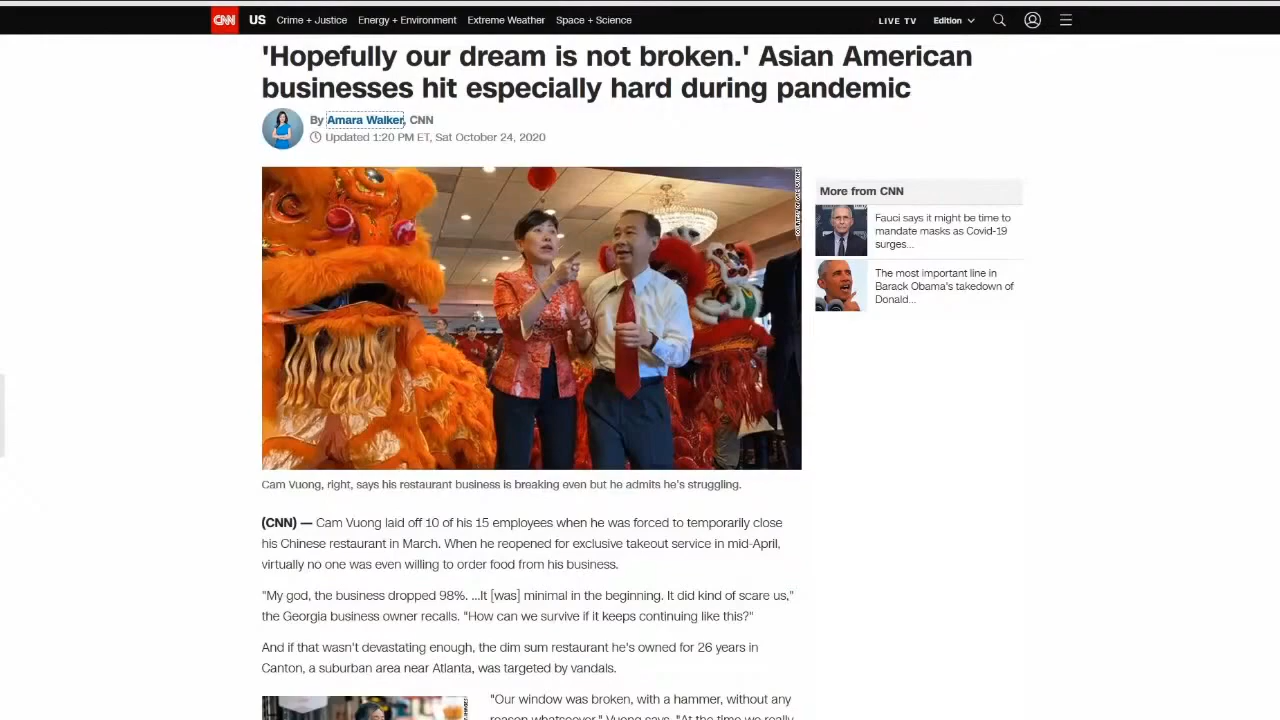 CNN US Crime + Justice Energy + Environment Extreme Weather Space + Science LIVE TV Edition
'Hopefully our dream is not broken.' Asian American
businesses hit especially hard during pandemic
By Amara Walker, CNN
Updated 1:20 PM ET, Sat October 24, 2020
More from CNN
Fauci says it might be time to
mandate masks as Covid-19
surges...
The most important line in
Barack Obama's takedown of
Donald...
Cam Vuong, right, says his restaurant business is breaking even but he admits he's struggling.
(CNN) — Cam Vuong laid off 10 of his 15 employees when he was forced to temporarily close
his Chinese restaurant in March. When he reopened for exclusive takeout service in mid-April,
virtually no one was even willing to order food from his business.
"My god, the business dropped 98%. ...It [was] minimal in the beginning. It did kind of scare us,"
the Georgia business owner recalls. "How can we survive if it keeps continuing like this?"
And if that wasn't devastating enough, the dim sum restaurant he's owned for 26 years in
Canton, a suburban area near Atlanta, was targeted by vandals.
"Our window was broken, with a hammer, without any
reason whatsoever," Vuong says. "At the time we really